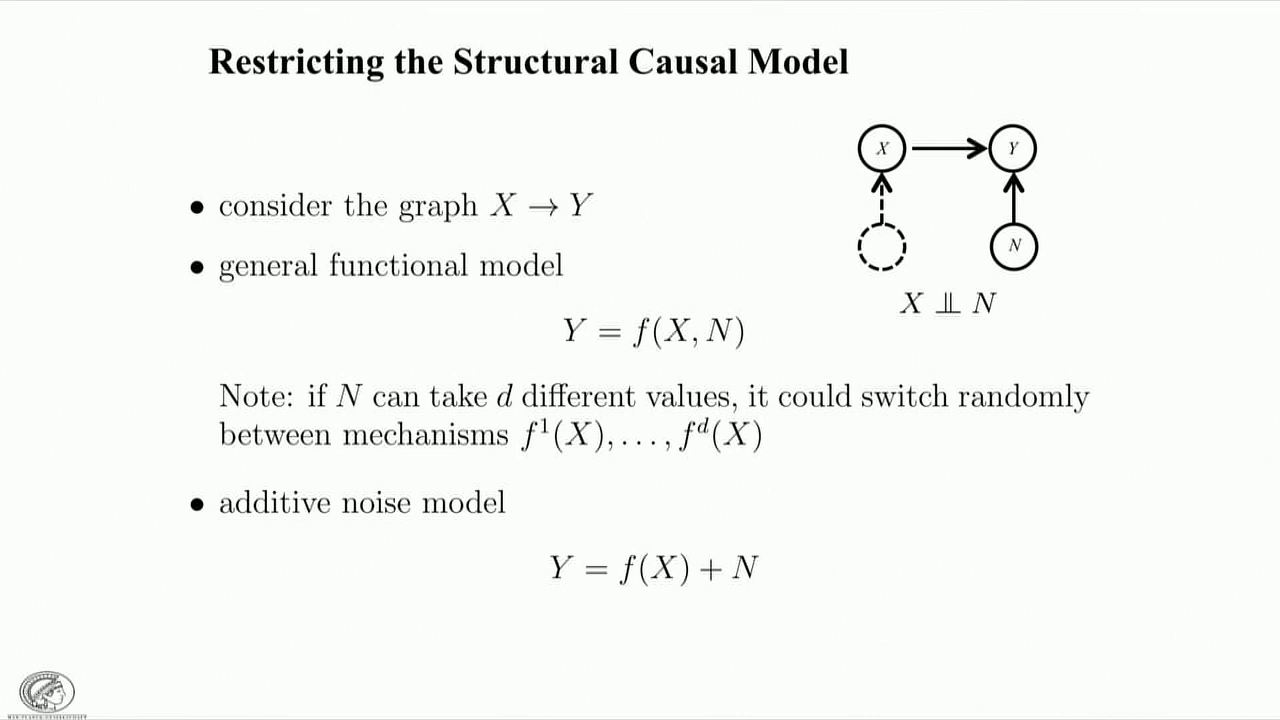 Restricting the Structural Causal Model
X
Y
N
X ⫫ N
• consider the graph X → Y
• general functional model
Y = f(X, N)
Note: if N can take d different values, it could switch randomly
between mechanisms f¹(X), . . . , fᵈ(X)
• additive noise model
Y = f(X) + N